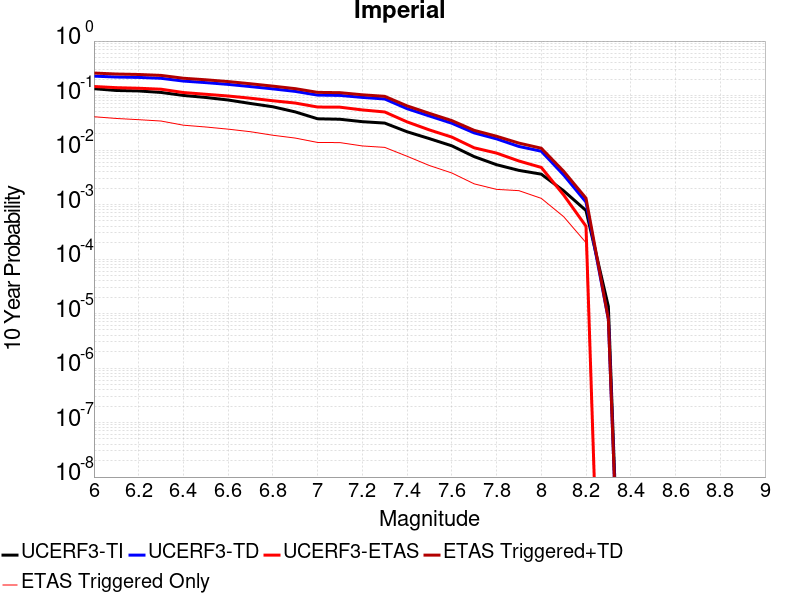 Imperial
10 0
10 -1
10 -2
10 -3
10 -4
10 -5
10 -6
10 -7
10 -8
10 Year Probability
6 6.2 6.4 6.6 6.8 7 7.2 7.4 7.6 7.8 8 8.2 8.4 8.6 8.8 9
Magnitude
UCERF3-TI UCERF3-TD UCERF3-ETAS ETAS Triggered+TD
ETAS Triggered Only